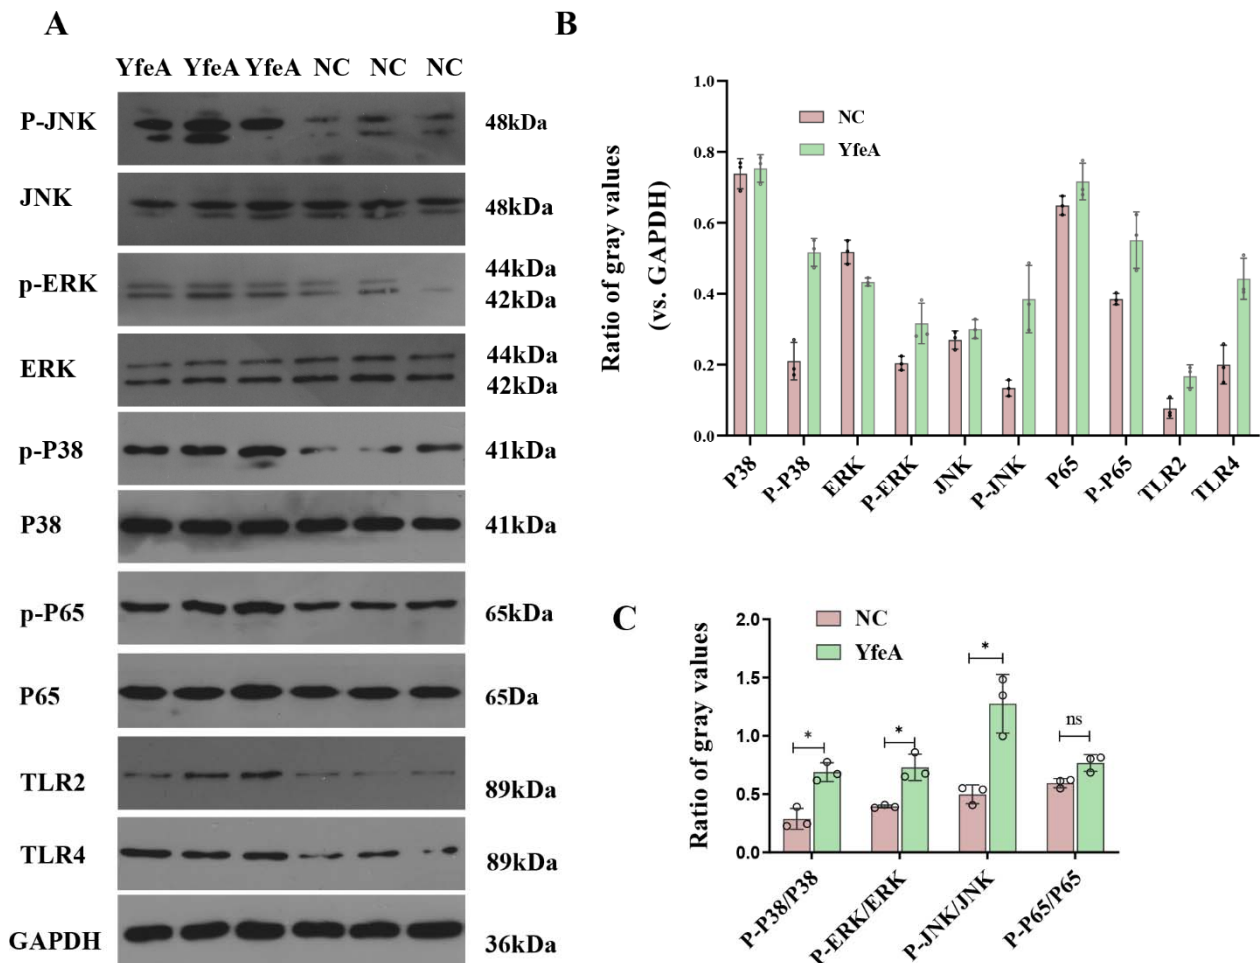 A
YfeA YfeA YfeA NC NC NC
P-JNK 48kDa
JNK 48kDa
p-ERK 44kDa
42kDa
ERK 44kDa
42kDa
p-P38 41kDa
P38 41kDa
p-P65 65kDa
P65 65Da
TLR2 89kDa
TLR4 89kDa
GAPDH 36kDa
B
Ratio of gray values
(vs. GAPDH)
1.0
0.8
0.6
0.4
0.2
0.0
NC
YfeA
P38 P-P38 ERK P-ERK JNK P-JNK P65 P-P65 TLR2 TLR4
C
Ratio of gray values
2.0
1.5
1.0
0.5
0.0
NC
YfeA
* * * ns
P-P38/P38 P-ERK/ERK P-JNK/JNK P-P65/P65